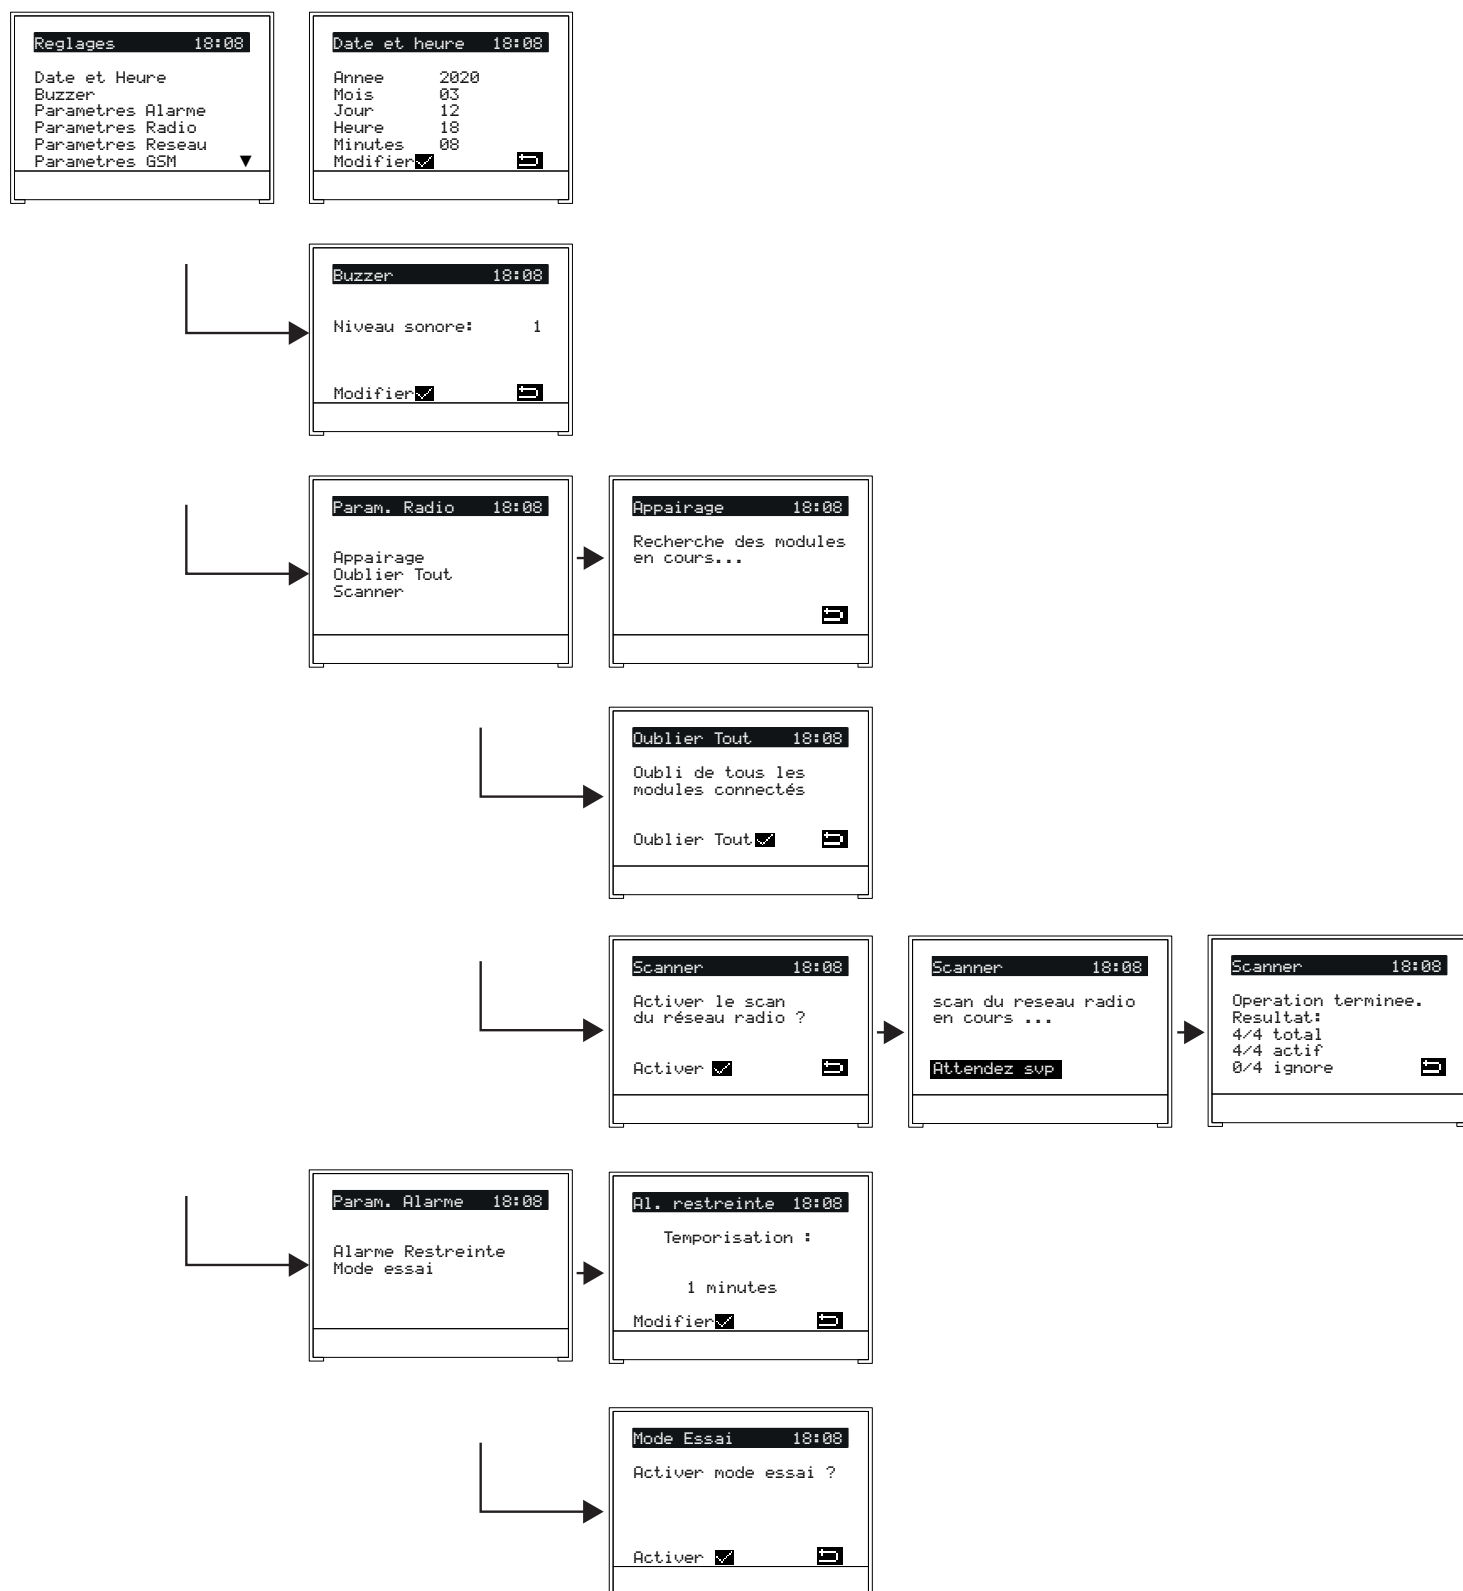 Reglages 18:08
Date et Heure
Buzzer
Parametres Alarme
Parametres Radio
Parametres Reseau
Parametres GSM ▼
Date et heure 18:08
Annee 2020
Mois 03
Jour 12
Heure 18
Minutes 08
Modifier
Buzzer 18:08
Niveau sonore: 1
Modifier
Param. Radio 18:08
Appairage
Oublier Tout
Scanner
Appairage 18:08
Recherche des modules
en cours...
Oublier Tout 18:08
Oubli de tous les
modules connectés
Oublier Tout
Scanner 18:08
Activer le scan
du réseau radio ?
Activer
Scanner 18:08
scan du reseau radio
en cours ...
Attendez svp
Scanner 18:08
Operation terminee.
Resultat:
4/4 total
4/4 actif
0/4 ignore
Param. Alarme 18:08
Alarme Restreinte
Mode essai
Al. restreinte 18:08
Temporisation :
1 minutes
Modifier
Mode Essai 18:08
Activer mode essai ?
Activer